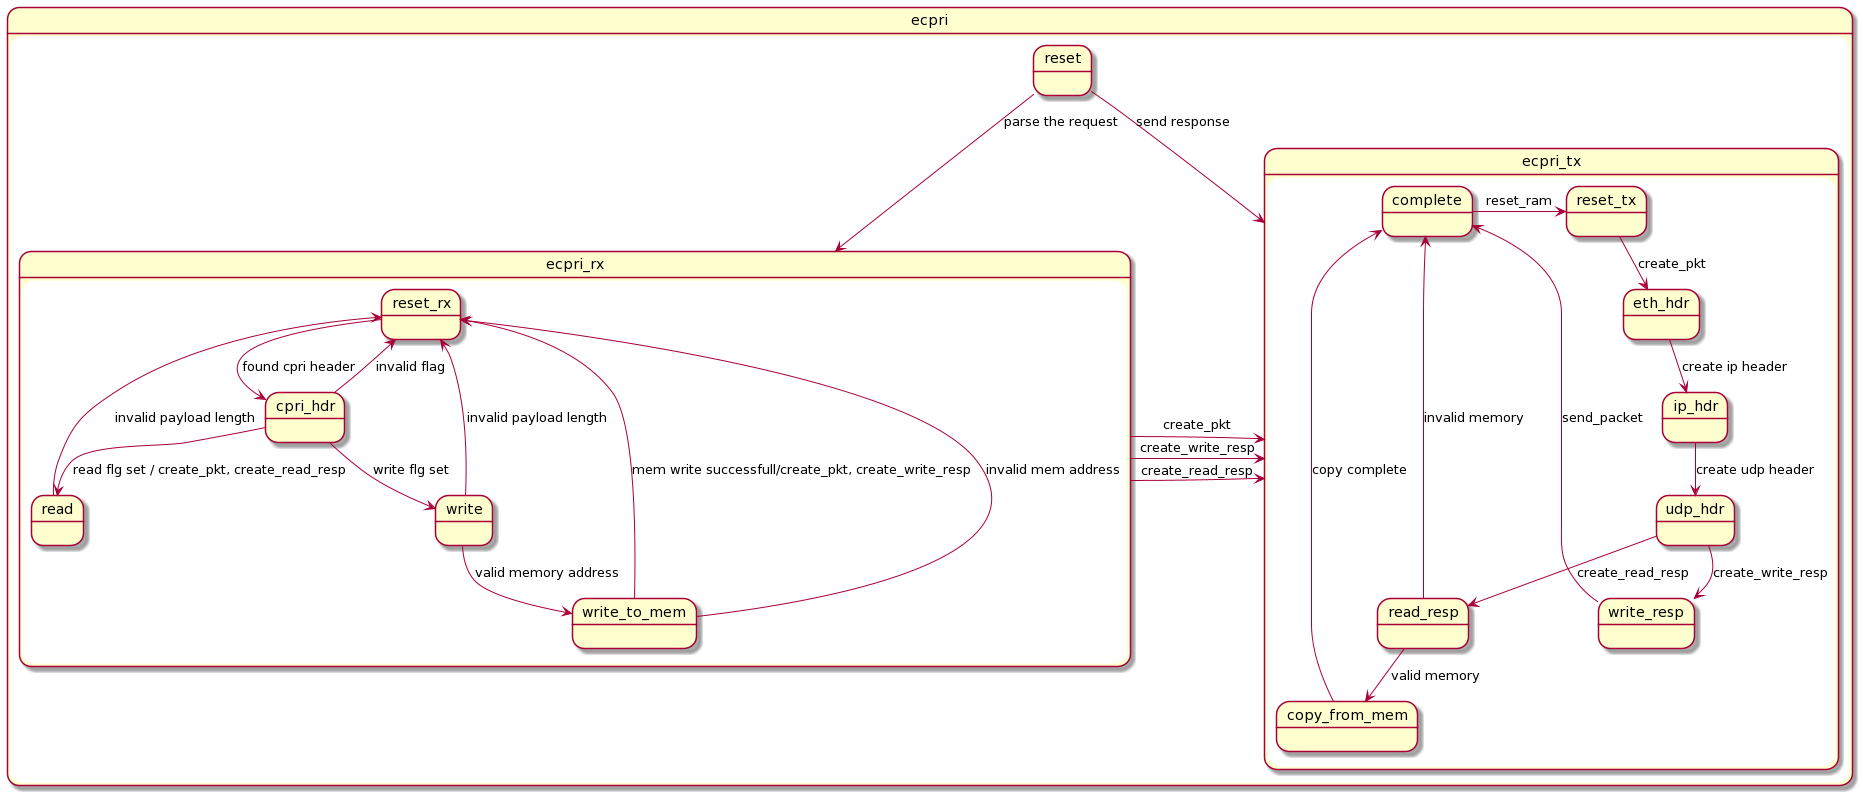 ecpri
reset
parse the request
send response
ecpri_tx
complete
reset_ram
reset_tx
create_pkt
eth_hdr
create ip header
ip_hdr
create udp header
udp_hdr
create_read_resp
create_write_resp
read_resp
write_resp
valid memory
copy_from_mem
copy complete
invalid memory
send_packet
ecpri_rx
reset_rx
found cpri header
invalid flag
cpri_hdr
invalid payload length
invalid payload length
read flg set / create_pkt, create_read_resp
write flg set
mem write successfull/create_pkt, create_write_resp
invalid mem address
read
write
valid memory address
write_to_mem
create_pkt
create_write_resp
create_read_resp